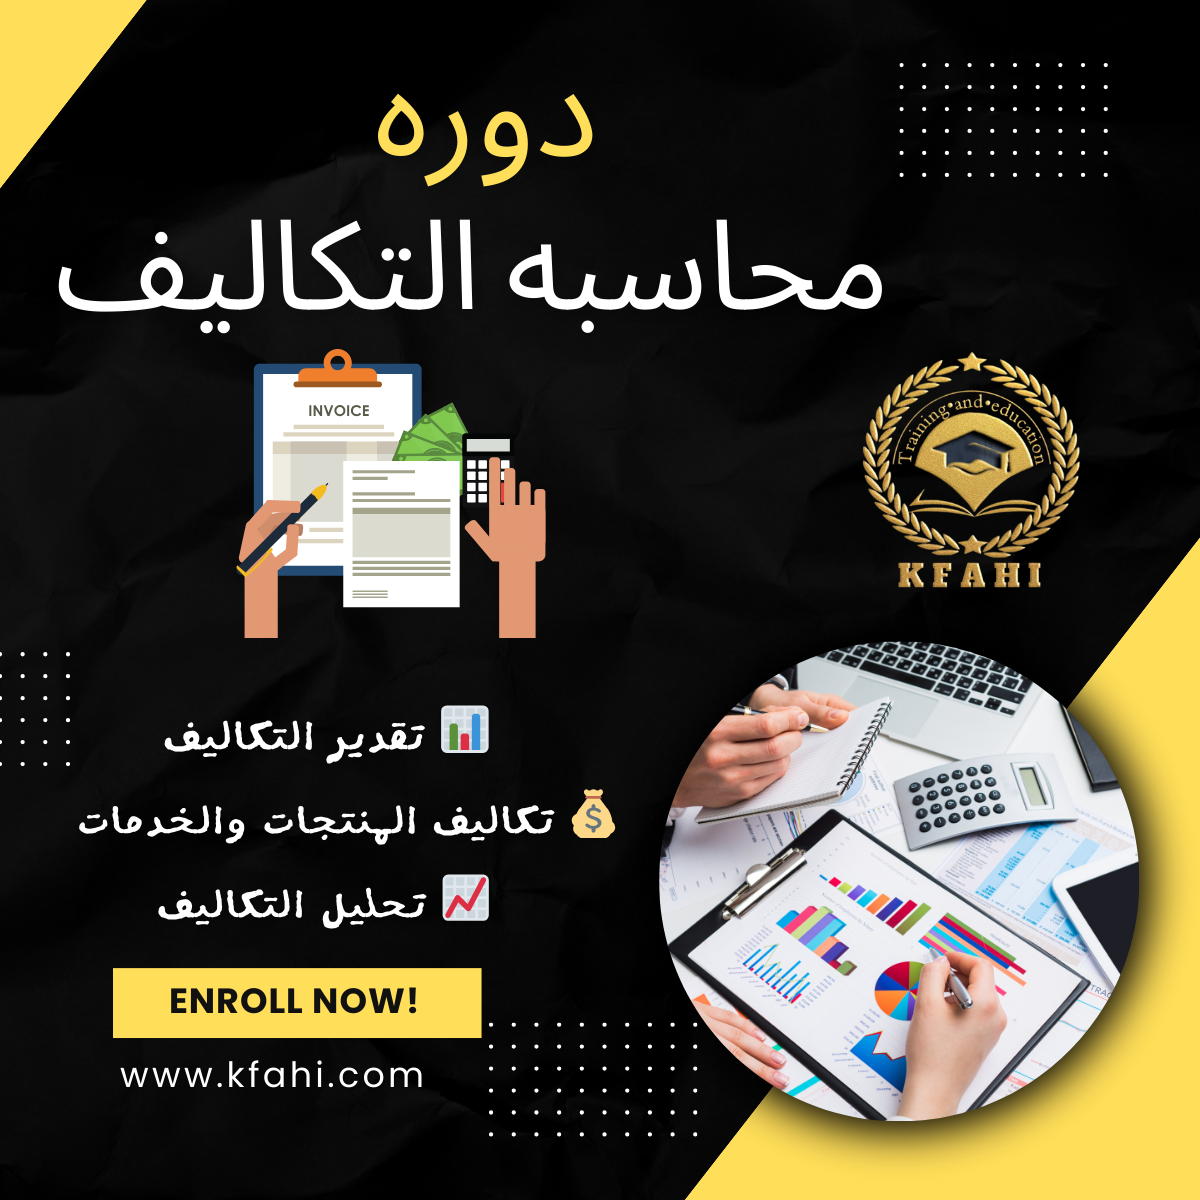 دوره
محاسبه التكاليف
INVOICE
Training•and•education
KFAHI
تقدير التكاليف
تكاليف المنتجات والخدمات
تحليل التكاليف
ENROLL NOW!
www.kfahi.com